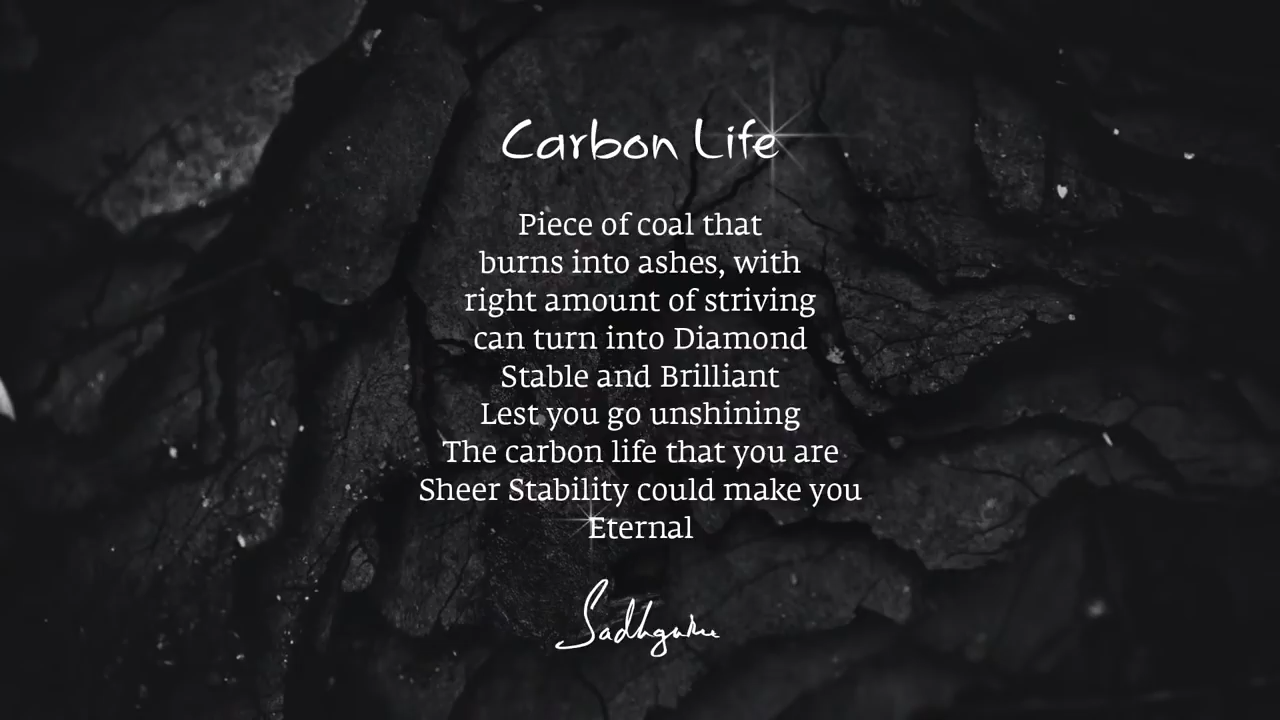 Carbon Life
Piece of coal that
burns into ashes, with
right amount of striving
can turn into Diamond
Stable and Brilliant
Lest you go unshining
The carbon life that you are
Sheer Stability could make you
Eternal
Sadhguru